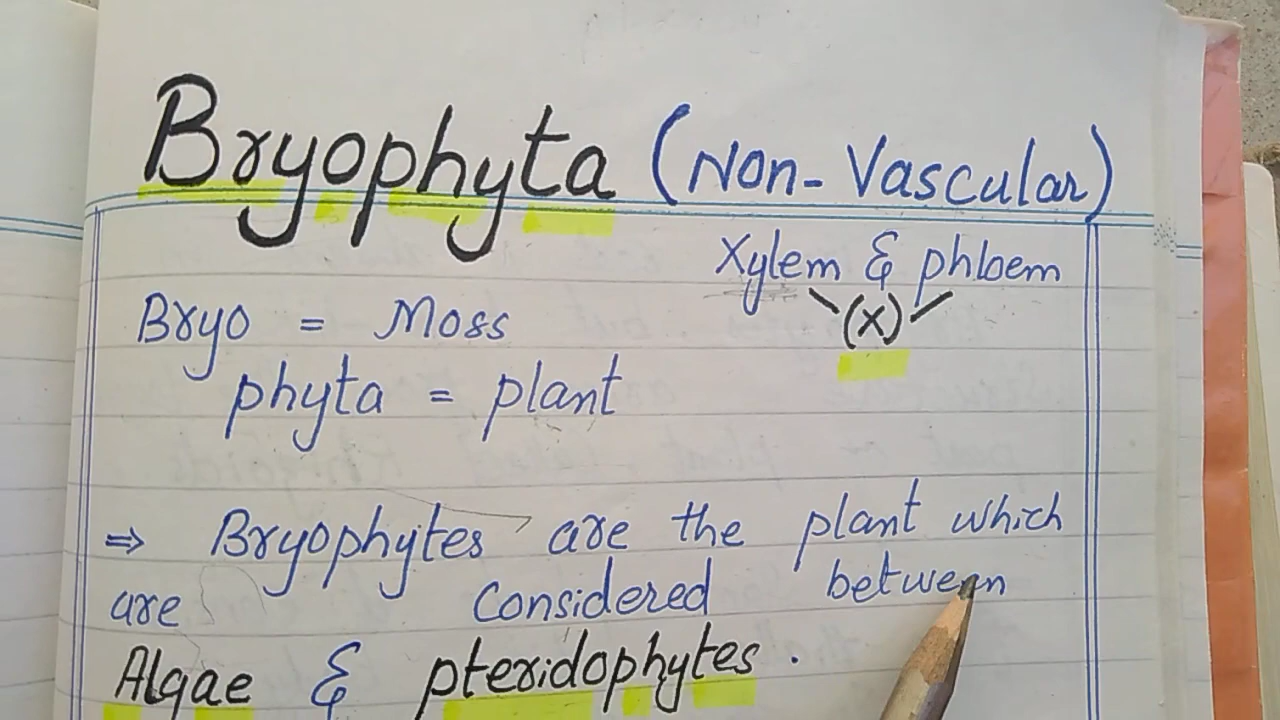 Bryophyta (Non-Vascular)
Xylem & phloem
(X)
Bryo = Moss
phyta = plant
⇒ Bryophytes are the plant which
are considered between
Algae & pteridophytes.